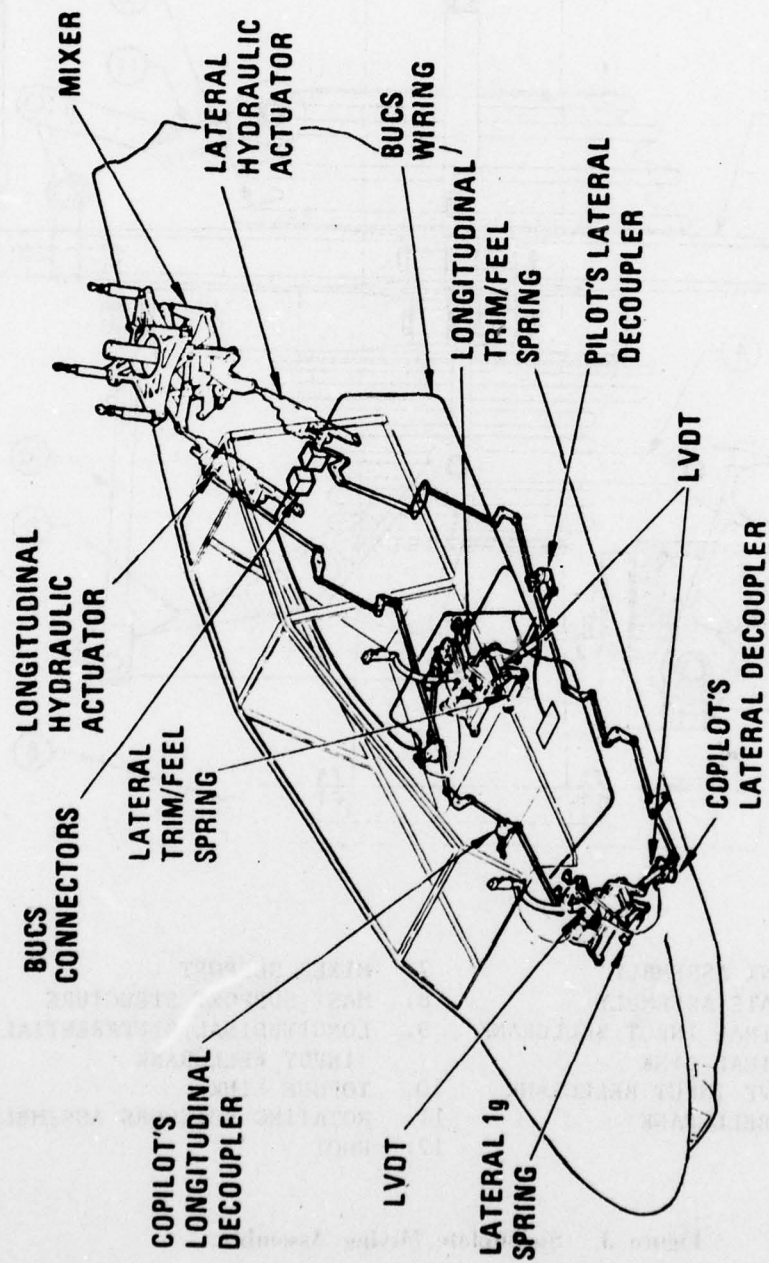 MIXER
LATERAL
HYDRAULIC
ACTUATOR
BUCS
WIRING
LONGITUDINAL
TRIM/FEEL
SPRING
PILOT'S LATERAL
DECOUPLER
LVDT
COPILOT'S
LATERAL DECOUPLER
LONGITUDINAL
HYDRAULIC
ACTUATOR
LATERAL
TRIM/FEEL
SPRING
BUCS
CONNECTORS
COPILOT'S
LONGITUDINAL
DECOUPLER
LVDT
LATERAL 1g
SPRING